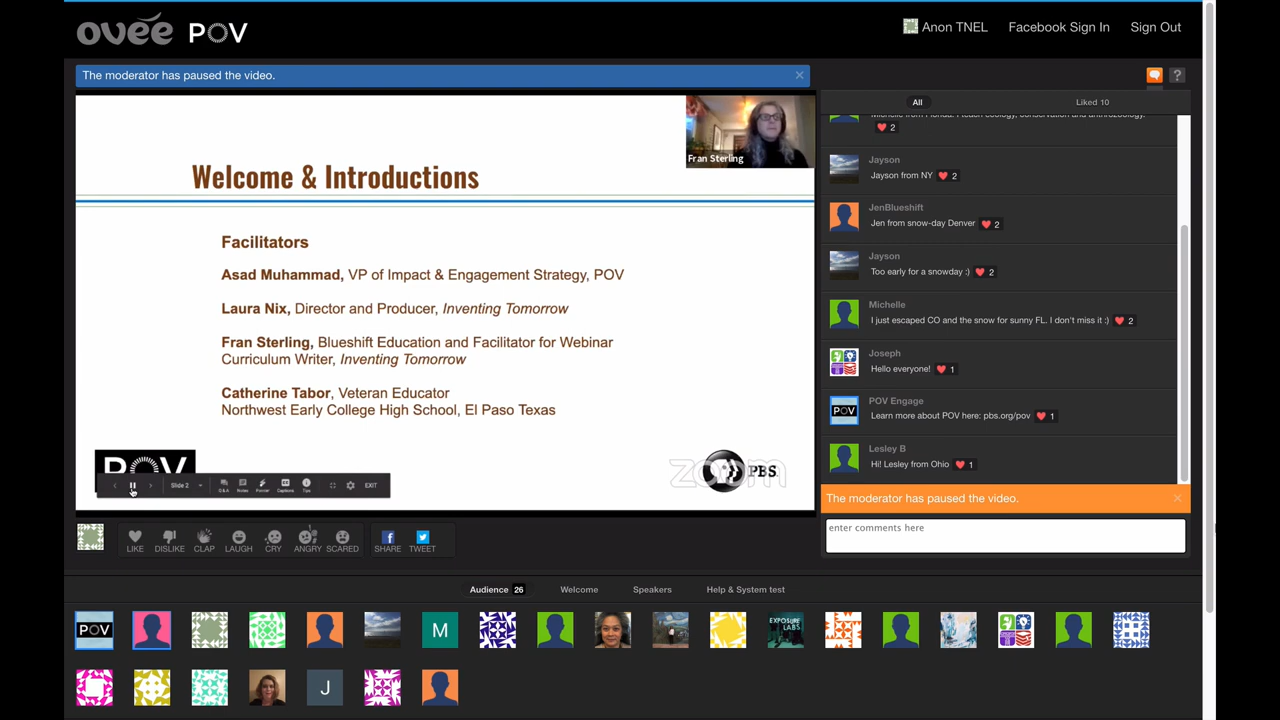 ovee POV
Anon TNEL
Facebook Sign In
Sign Out
The moderator has paused the video.
×
?
Fran Sterling
Welcome & Introductions
Facilitators
Asad Muhammad, VP of Impact & Engagement Strategy, POV
Laura Nix, Director and Producer, Inventing Tomorrow
Fran Sterling, Blueshift Education and Facilitator for Webinar
Curriculum Writer, Inventing Tomorrow
Catherine Tabor, Veteran Educator
Northwest Early College High School, El Paso Texas
POV
Slide 2
Q & A
Notes
Pointer
Captions
Tips
EXIT
zoom
PBS
All
Liked 10
2
Jayson
Jayson from NY 2
JenBlueshift
Jen from snow-day Denver 2
Jayson
Too early for a snowday :) 2
Michelle
I just escaped CO and the snow for sunny FL. I don't miss it :) 2
Joseph
Hello everyone! 1
POV
POV Engage
Learn more about POV here: pbs.org/pov 1
Lesley B
Hi! Lesley from Ohio 1
The moderator has paused the video.
×
enter comments here
LIKE
DISLIKE
CLAP
LAUGH
CRY
ANGRY
SCARED
SHARE
TWEET
Audience 26
Welcome
Speakers
Help & System test
POV
M
EXPOSURE
LABS
J